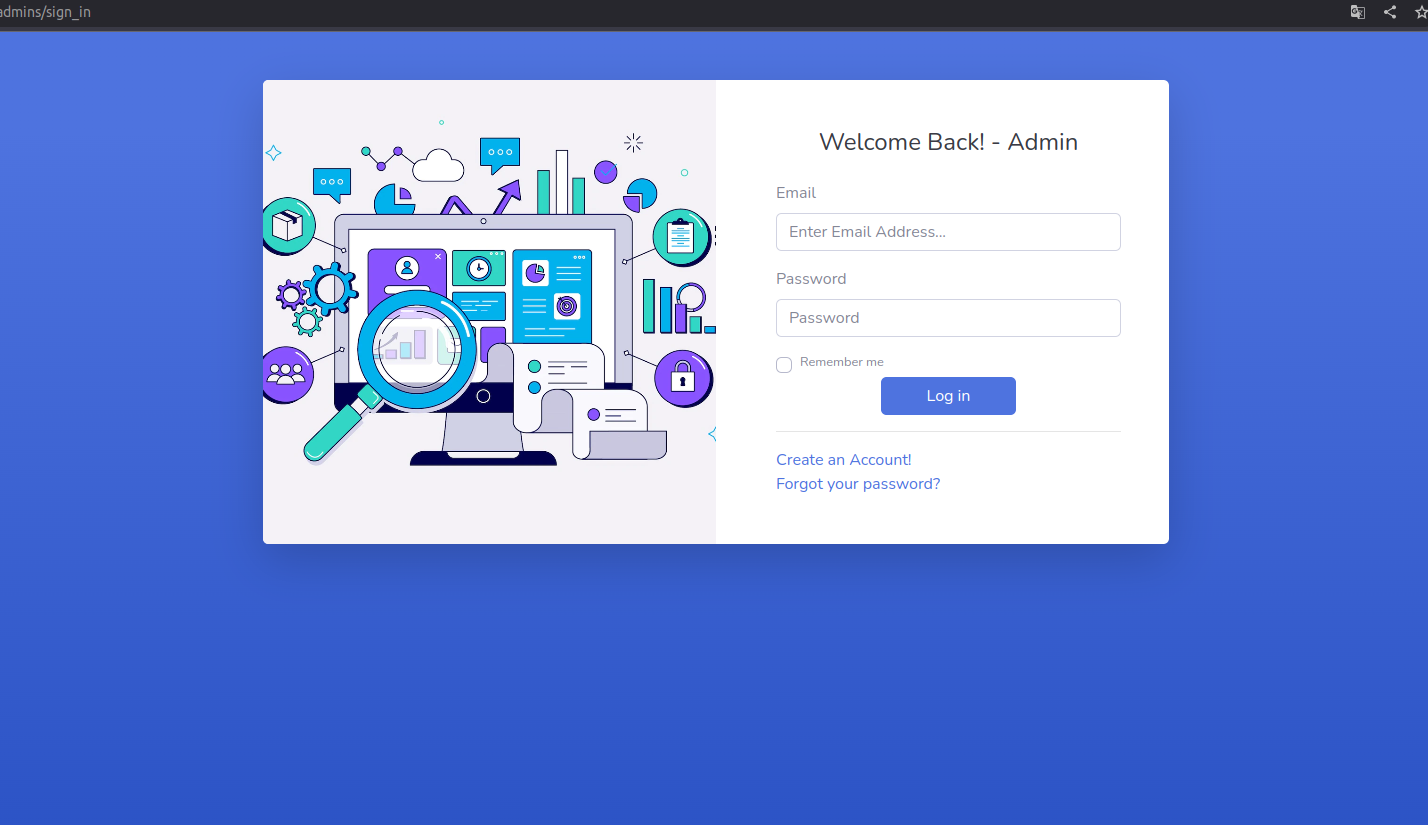 admins/sign_in
Welcome Back! - Admin
Email
Enter Email Address...
Password
Password
Remember me
Log in
Create an Account!
Forgot your password?